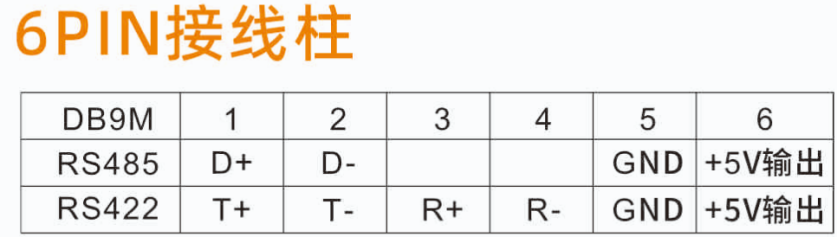 6PIN接线柱
DB9M 1 2 3 4 5 6
RS485 D+ D- GND +5V输出
RS422 T+ T- R+ R- GND +5V输出